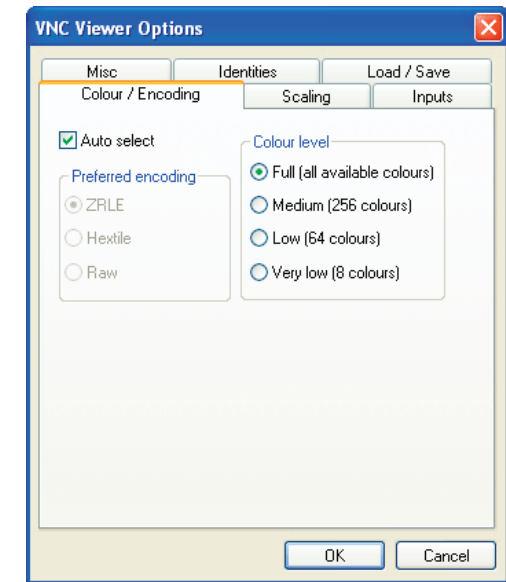 VNC Viewer Options
Misc Identities Load / Save
Colour / Encoding Scaling Inputs
Auto select
Preferred encoding
ZRLE
Hextile
Raw
Colour level
Full (all available colours)
Medium (256 colours)
Low (64 colours)
Very low (8 colours)
OK Cancel